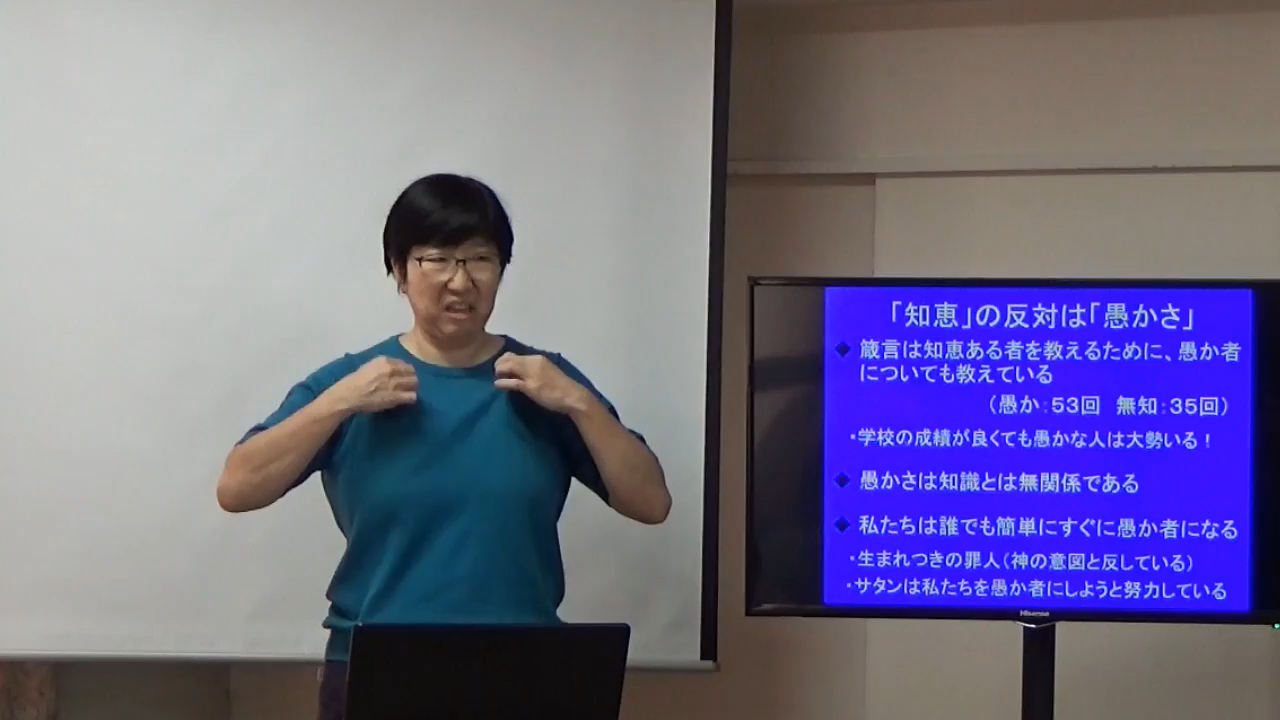 「知恵」の反対は「愚かさ」
◆ 箴言は知恵ある者を教えるために、愚か者
についても教えている
(愚か:53回 無知:35回)
・学校の成績が良くても愚かな人は大勢いる!
◆ 愚かさは知識とは無関係である
◆ 私たちは誰でも簡単にすぐに愚か者になる
・生まれつきの罪人(神の意図と反している)
・サタンは私たちを愚か者にしようと努力している
Hisense